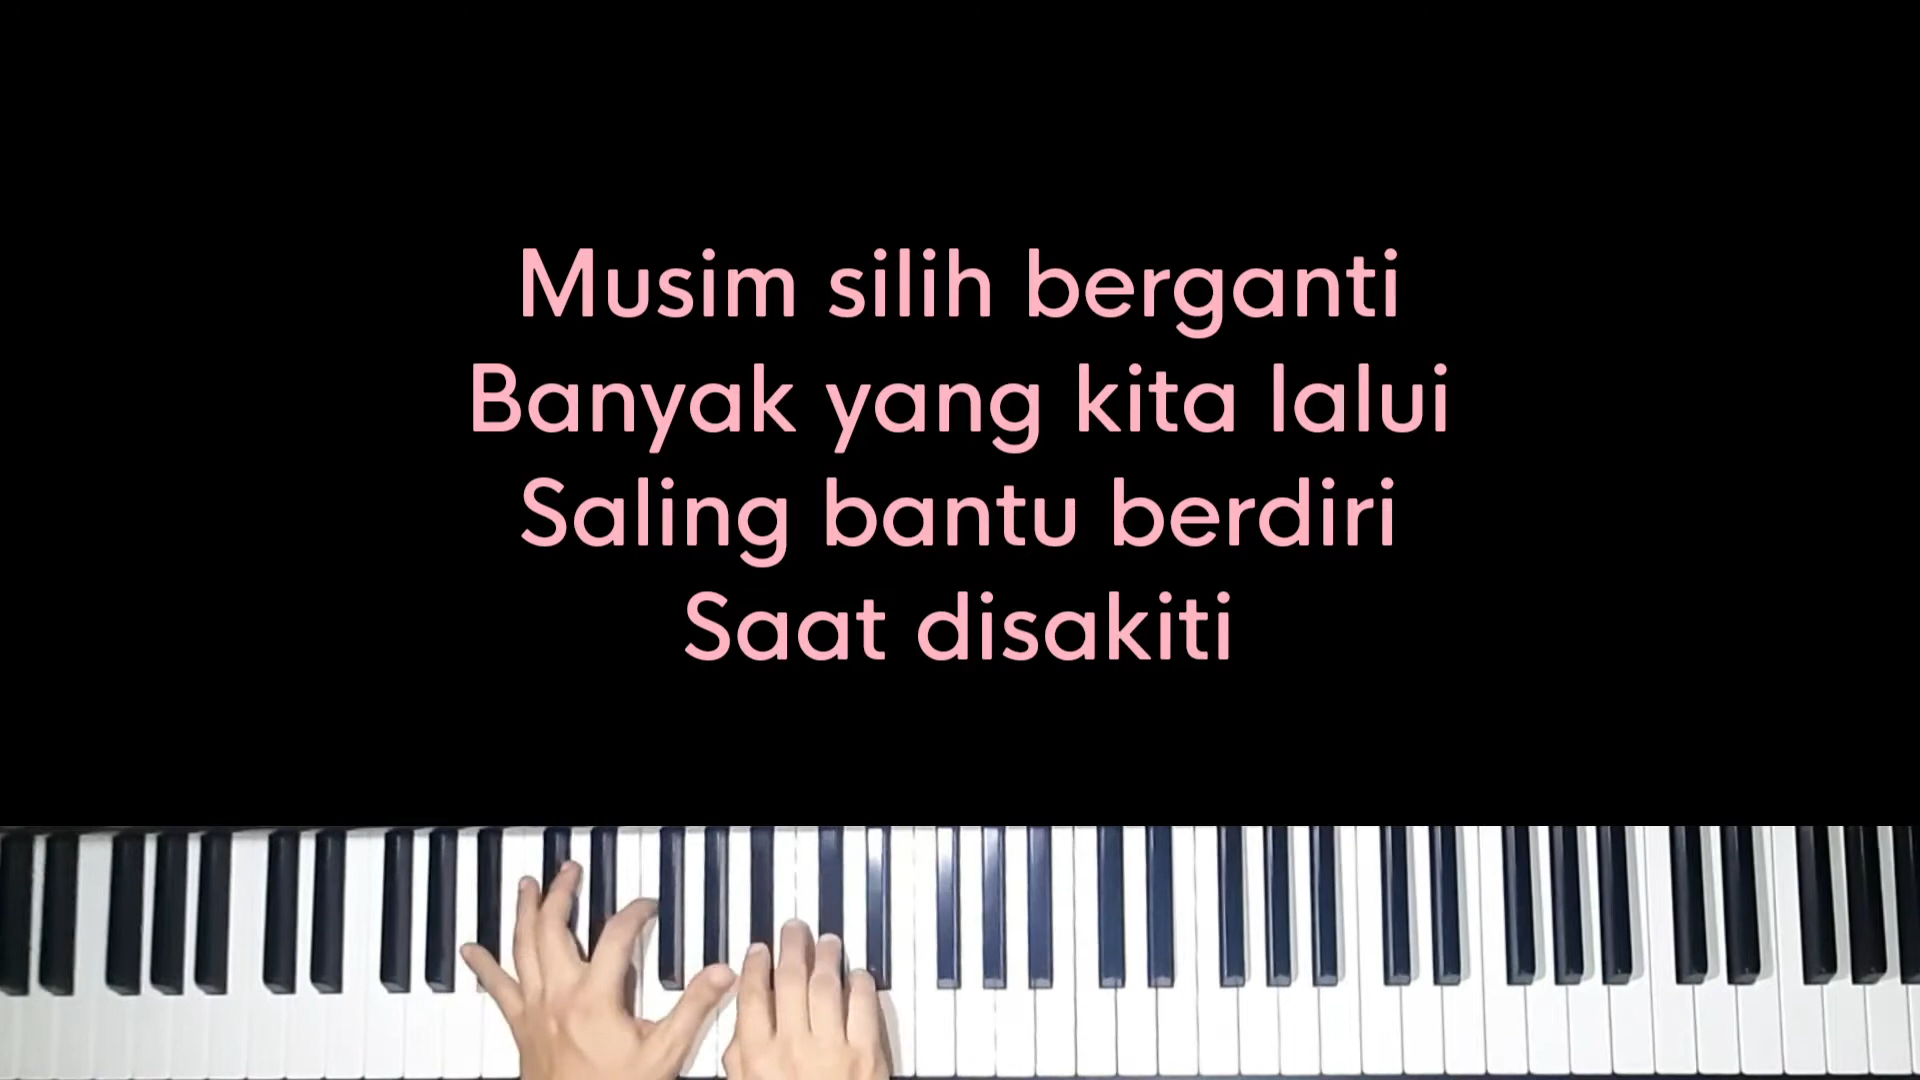 Musim silih berganti
Banyak yang kita lalui
Saling bantu berdiri
Saat disakiti